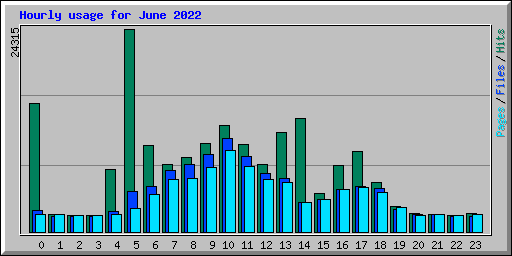 Hourly usage for June 2022
24315
Pages / Files / Hits
0 1 2 3 4 5 6 7 8 9 10 11 12 13 14 15 16 17 18 19 20 21 22 23